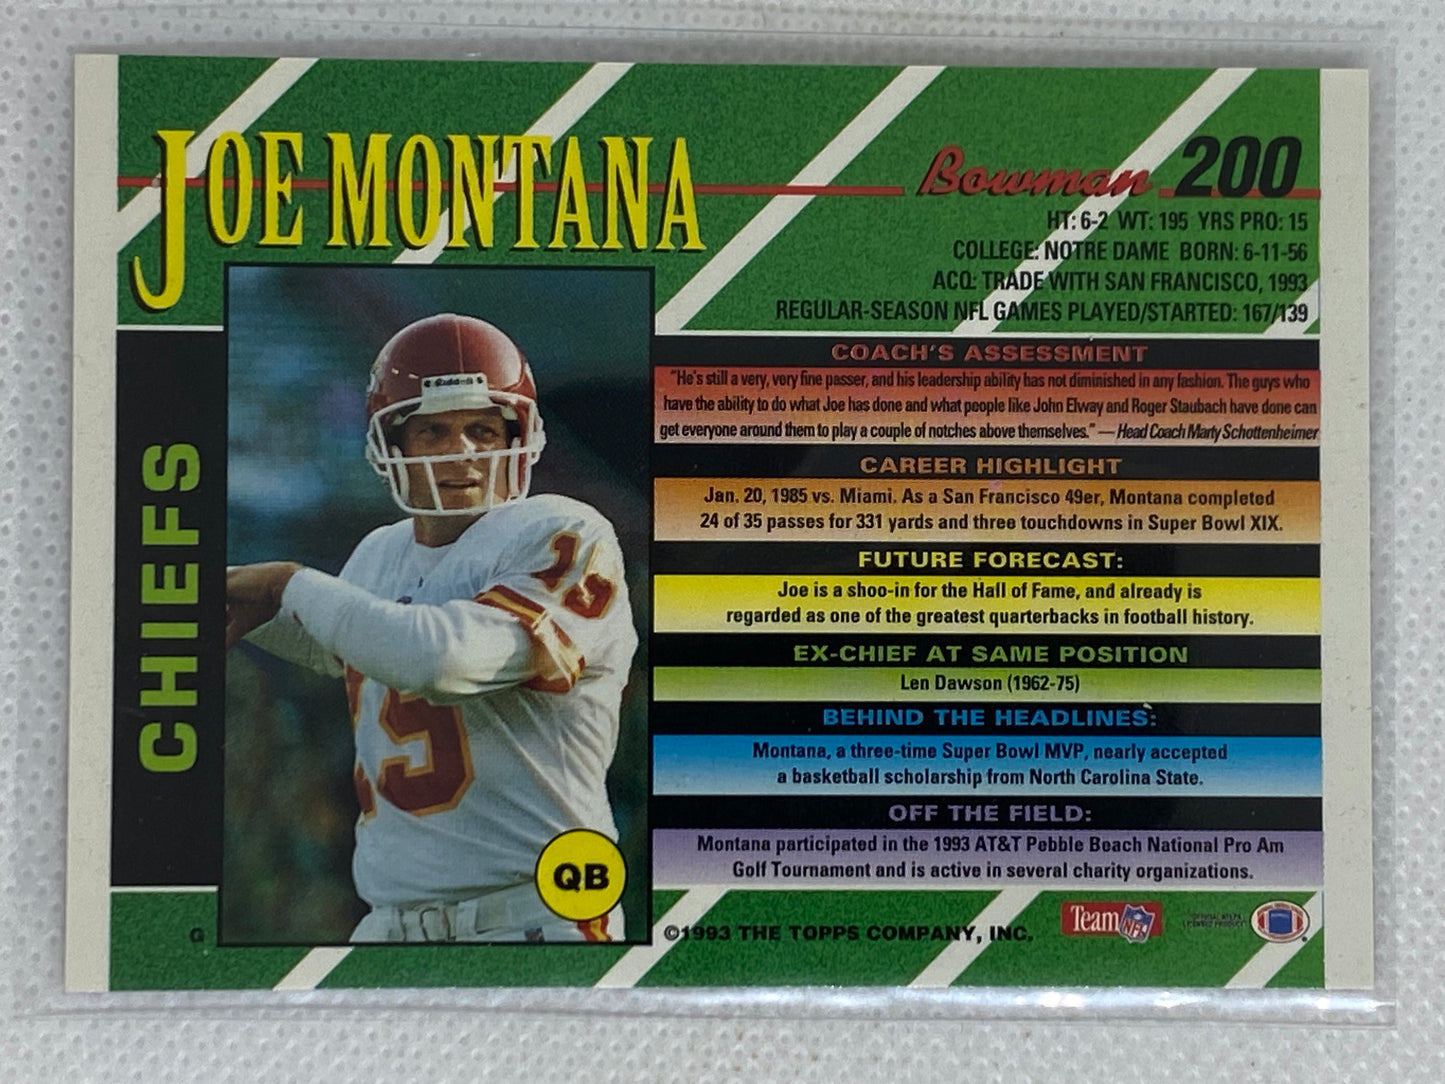 JOE MONTANA
Bowman 200
HT: 6-2 WT: 195 YRS PRO: 15
COLLEGE: NOTRE DAME BORN: 6-11-56
ACQ: TRADE WITH SAN FRANCISCO, 1993
REGULAR-SEASON NFL GAMES PLAYED/STARTED: 167/139
CHIEFS
Riddell
15
15
QB
COACH'S ASSESSMENT
"He's still a very, very fine passer, and his leadership ability has not diminished in any fashion. The guys who
have the ability to do what Joe has done and what people like John Elway and Roger Staubach have done can
get everyone around them to play a couple of notches above themselves." — Head Coach Marty Schottenheimer
CAREER HIGHLIGHT
Jan. 20, 1985 vs. Miami. As a San Francisco 49er, Montana completed
24 of 35 passes for 331 yards and three touchdowns in Super Bowl XIX.
FUTURE FORECAST:
Joe is a shoo-in for the Hall of Fame, and already is
regarded as one of the greatest quarterbacks in football history.
EX-CHIEF AT SAME POSITION
Len Dawson (1962-75)
BEHIND THE HEADLINES:
Montana, a three-time Super Bowl MVP, nearly accepted
a basketball scholarship from North Carolina State.
OFF THE FIELD:
Montana participated in the 1993 AT&T Pebble Beach National Pro Am
Golf Tournament and is active in several charity organizations.
G
©1993 THE TOPPS COMPANY, INC.
Team NFL
OFFICIAL NFLPA
LICENSED PRODUCT